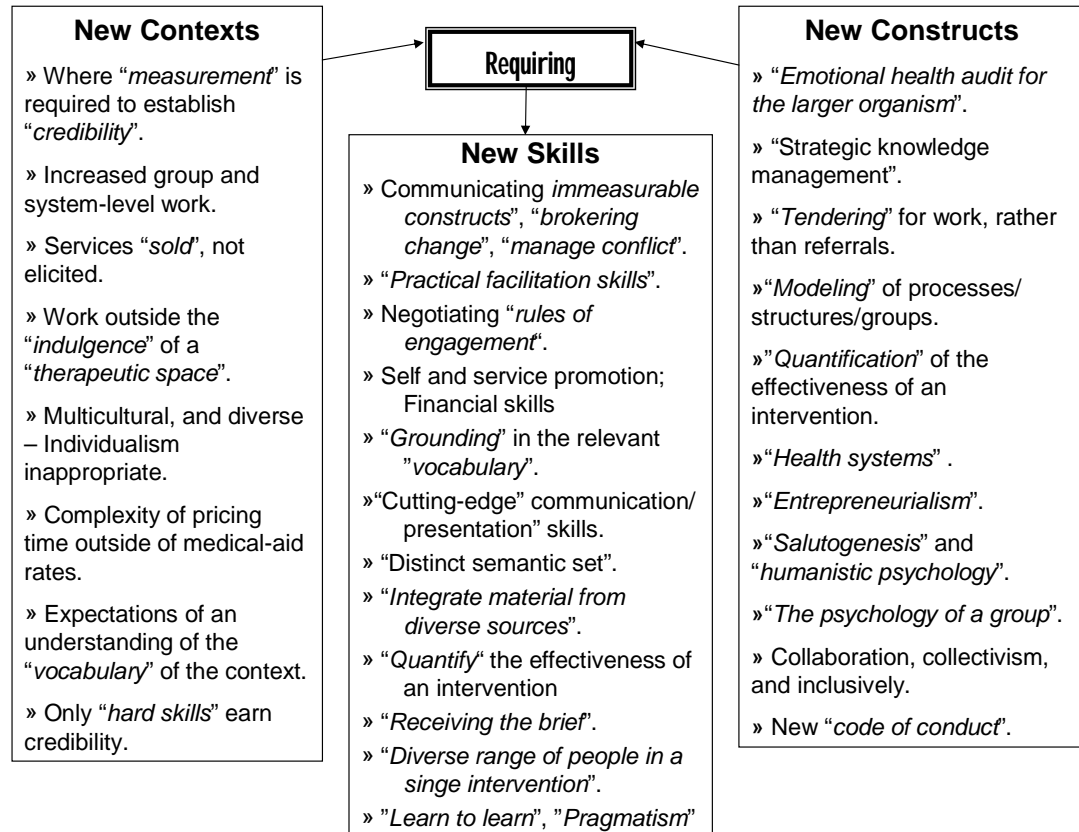 New Contexts
» Where “measurement” is
required to establish
“credibility”.
» Increased group and
system-level work.
» Services “sold”, not
elicited.
» Work outside the
“indulgence” of a
“therapeutic space”.
» Multicultural, and diverse
– Individualism
inappropriate.
» Complexity of pricing
time outside of medical-aid
rates.
» Expectations of an
understanding of the
“vocabulary” of the context.
» Only “hard skills” earn
credibility.
Requiring
New Skills
» Communicating immeasurable
constructs”, “brokering
change”, “manage conflict”.
» “Practical facilitation skills”.
» Negotiating “rules of
engagement“.
» Self and service promotion;
Financial skills
» “Grounding” in the relevant
”vocabulary”.
»“Cutting-edge” communication/
presentation” skills.
» “Distinct semantic set”.
» “Integrate material from
diverse sources”.
» “Quantify“ the effectiveness of
an intervention
» “Receiving the brief”.
» “Diverse range of people in a
singe intervention”.
» ”Learn to learn”, ”Pragmatism”
New Constructs
» “Emotional health audit for
the larger organism”.
» “Strategic knowledge
management”.
» “Tendering” for work, rather
than referrals.
»“Modeling” of processes/
structures/groups.
»”Quantification” of the
effectiveness of an
intervention.
»“Health systems” .
»“Entrepreneurialism”.
»“Salutogenesis” and
“humanistic psychology”.
»“The psychology of a group”.
» Collaboration, collectivism,
and inclusively.
» New “code of conduct”.